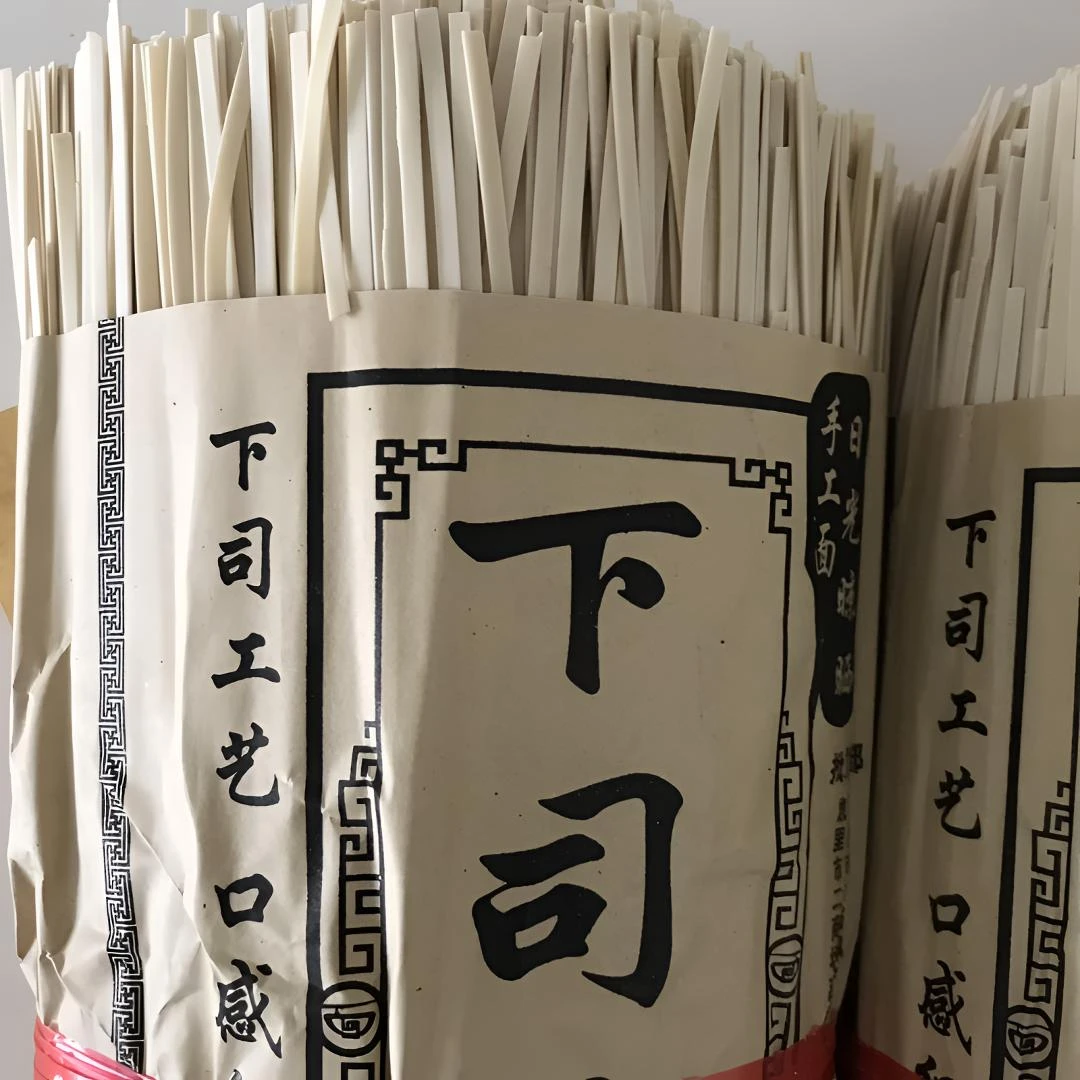 下司工艺 口感
下司
日光晾晒
手工面
下司工艺 口感